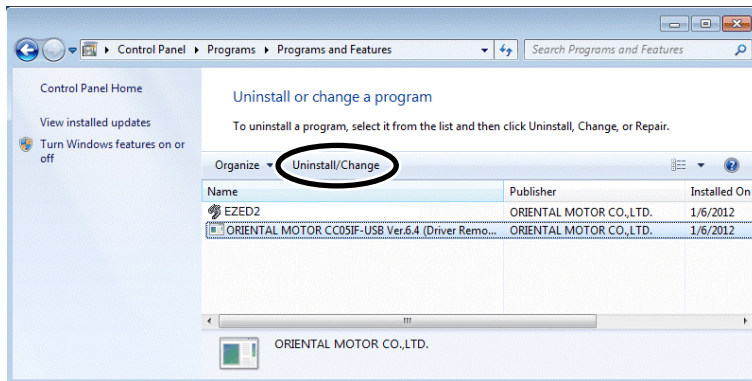 Control Panel ▸ Programs ▸ Programs and Features
Search Programs and Features
Control Panel Home
View installed updates
Turn Windows features on or
off
Uninstall or change a program
To uninstall a program, select it from the list and then click Uninstall, Change, or Repair.
Organize Uninstall/Change
Name Publisher Installed On
EZED2 ORIENTAL MOTOR CO.,LTD. 1/6/2012
ORIENTAL MOTOR CC05IF-USB Ver.6.4 (Driver Remo... ORIENTAL MOTOR CO.,LTD. 1/6/2012
ORIENTAL MOTOR CO.,LTD.